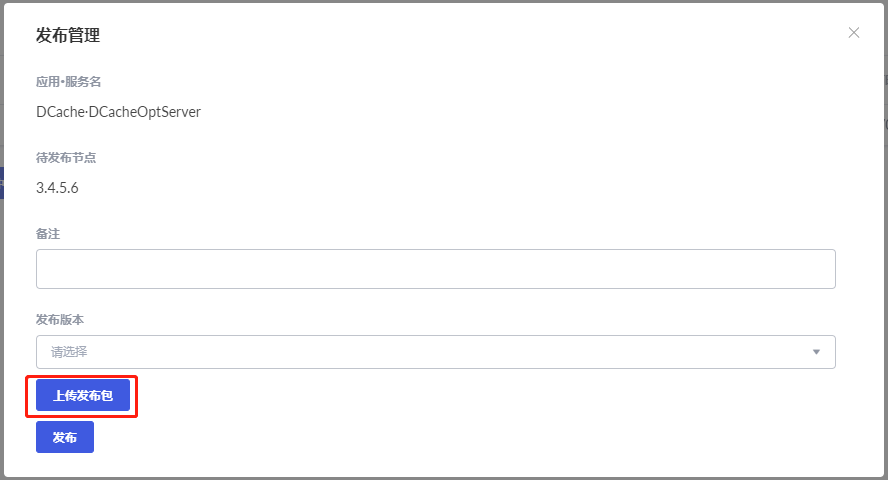 发布管理
应用•服务名
DCache·DCacheOptServer
待发布节点
3.4.5.6
备注
发布版本
请选择
上传发布包
发布